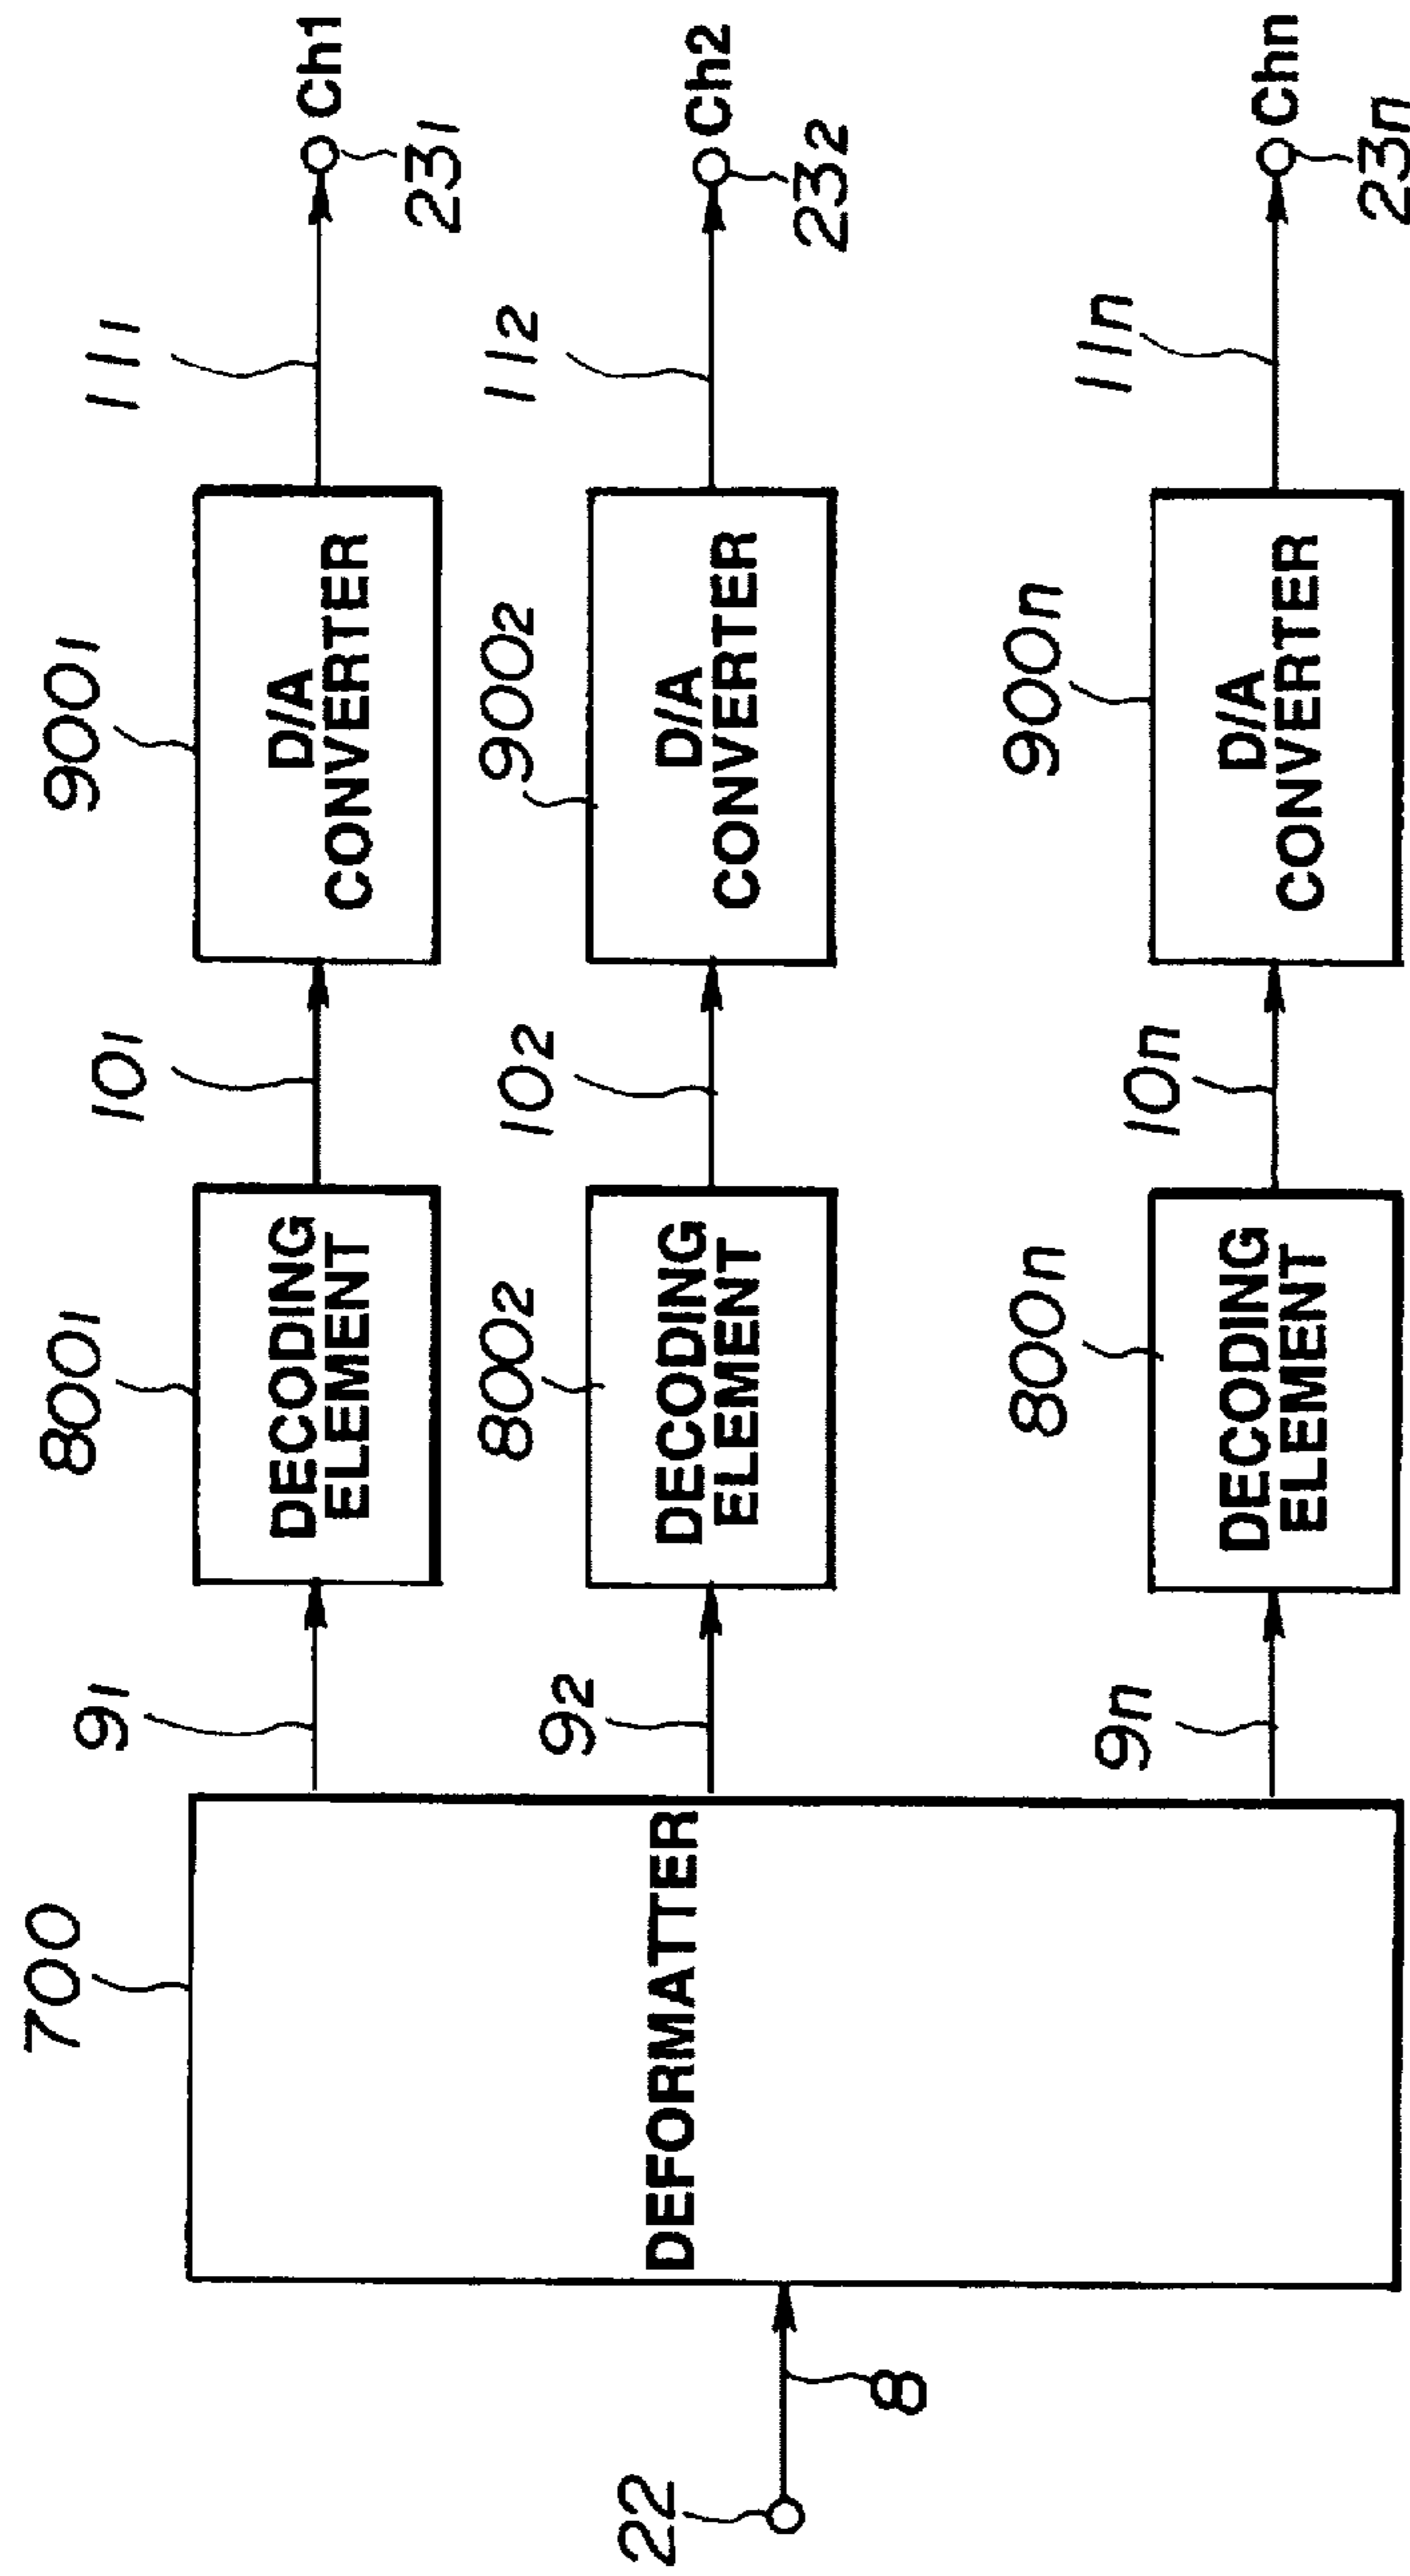 22
8
700
DEFORMATTER
9₁
8001
DECODING
ELEMENT
10₁
900₁
D/A
CONVERTER
11₁
23₁
Ch1
9₂
800₂
DECODING
ELEMENT
10₂
900₂
D/A
CONVERTER
11₂
23₂
Ch2
9n
800n
DECODING
ELEMENT
10n
900n
D/A
CONVERTER
11n
23n
Chn